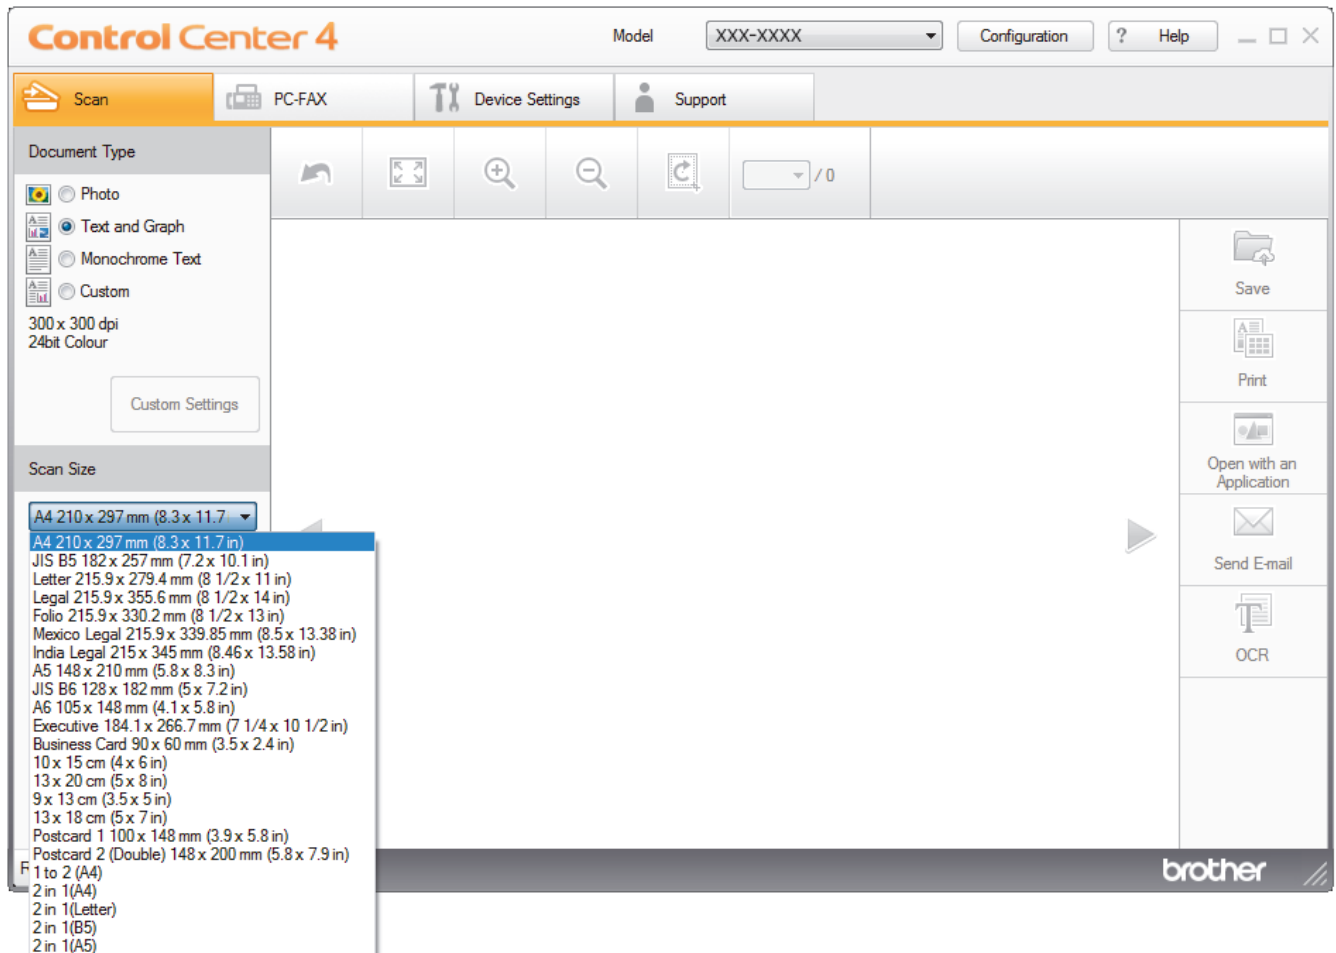 Control Center 4
Model
XXX-XXXX
Configuration
? Help
Scan
PC-FAX
Device Settings
Support
Document Type
Photo
Text and Graph
Monochrome Text
Custom
300 x 300 dpi
24bit Colour
Custom Settings
/ 0
Scan Size
A4 210 x 297 mm (8.3 x 11.7
A4 210 x 297 mm (8.3 x 11.7 in)
JIS B5 182 x 257 mm (7.2 x 10.1 in)
Letter 215.9 x 279.4 mm (8 1/2 x 11 in)
Legal 215.9 x 355.6 mm (8 1/2 x 14 in)
Folio 215.9 x 330.2 mm (8 1/2 x 13 in)
Mexico Legal 215.9 x 339.85 mm (8.5 x 13.38 in)
India Legal 215 x 345 mm (8.46 x 13.58 in)
A5 148 x 210 mm (5.8 x 8.3 in)
JIS B6 128 x 182 mm (5 x 7.2 in)
A6 105 x 148 mm (4.1 x 5.8 in)
Executive 184.1 x 266.7 mm (7 1/4 x 10 1/2 in)
Business Card 90 x 60 mm (3.5 x 2.4 in)
10 x 15 cm (4 x 6 in)
13 x 20 cm (5 x 8 in)
9 x 13 cm (3.5 x 5 in)
13 x 18 cm (5 x 7 in)
Postcard 1 100 x 148 mm (3.9 x 5.8 in)
Postcard 2 (Double) 148 x 200 mm (5.8 x 7.9 in)
1 to 2 (A4)
2 in 1(A4)
2 in 1(Letter)
2 in 1(B5)
2 in 1(A5)
Save
Print
Open with an
Application
Send E-mail
OCR
brother